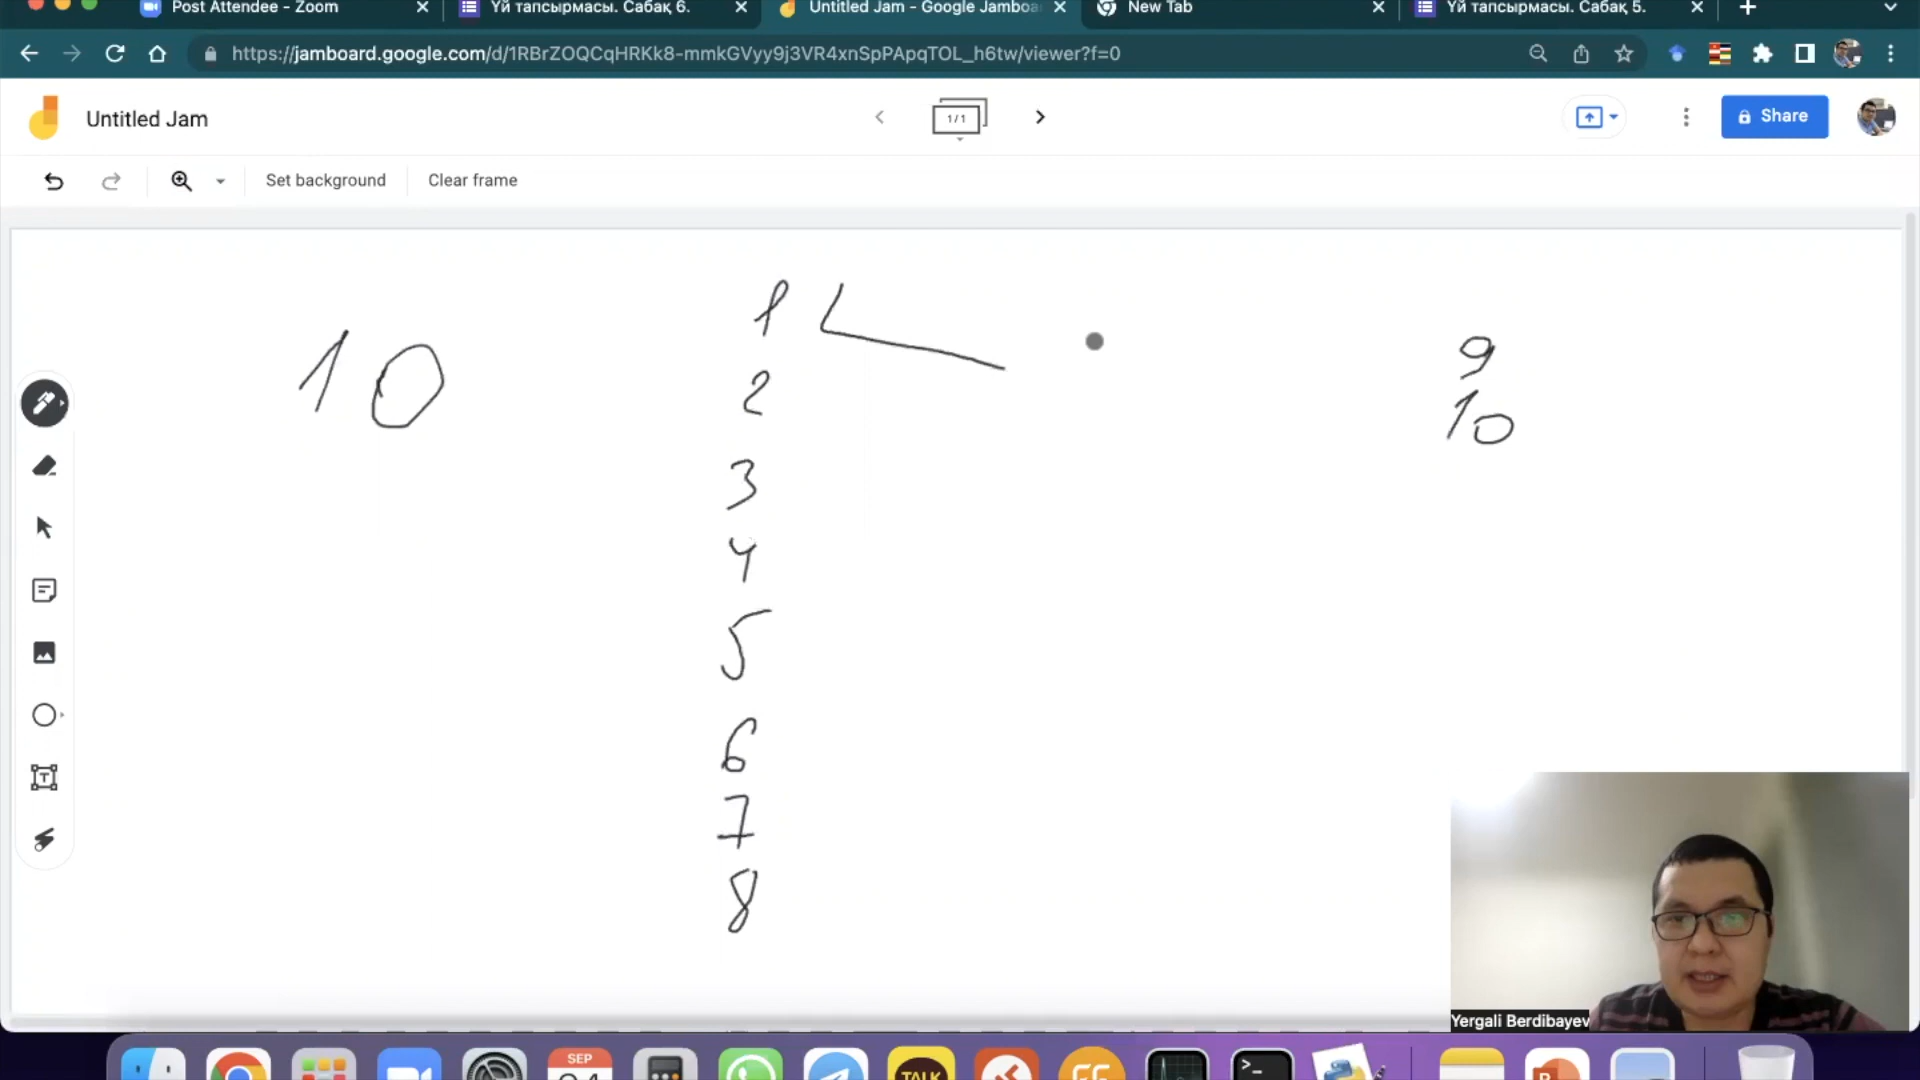 Post Attendee - Zoom
Үй тапсырмасы. Сабақ 6.
Untitled Jam - Google Jamboa
New Tab
Үй тапсырмасы. Сабақ 5.
https://jamboard.google.com/d/1RBrZOQCqHRKk8-mmkGVyy9j3VR4xnSpPApqTOL_h6tw/viewer?f=0
Untitled Jam
1/1
Share
Set background
Clear frame
10
1
2
3
4
5
6
7
8
9
10
Yergali Berdibayev
SEP
TALK